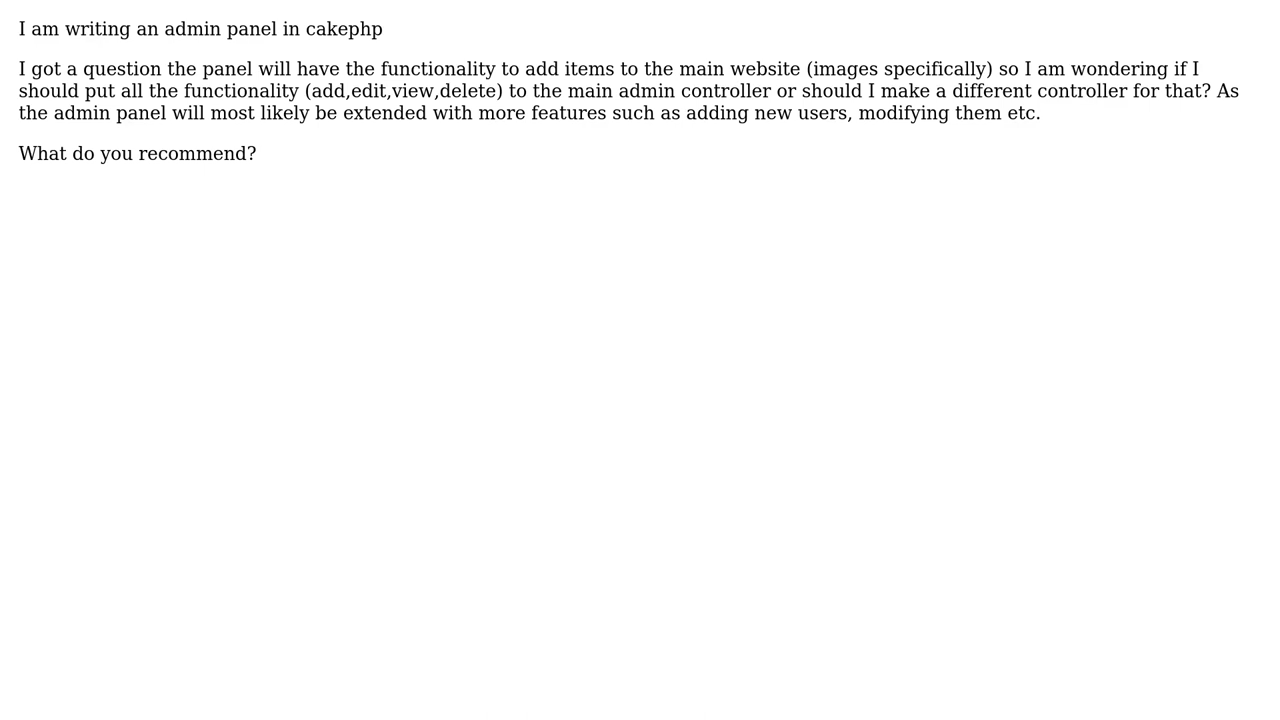 I am writing an admin panel in cakephp
I got a question the panel will have the functionality to add items to the main website (images specifically) so I am wondering if I
should put all the functionality (add,edit,view,delete) to the main admin controller or should I make a different controller for that? As
the admin panel will most likely be extended with more features such as adding new users, modifying them etc.
What do you recommend?